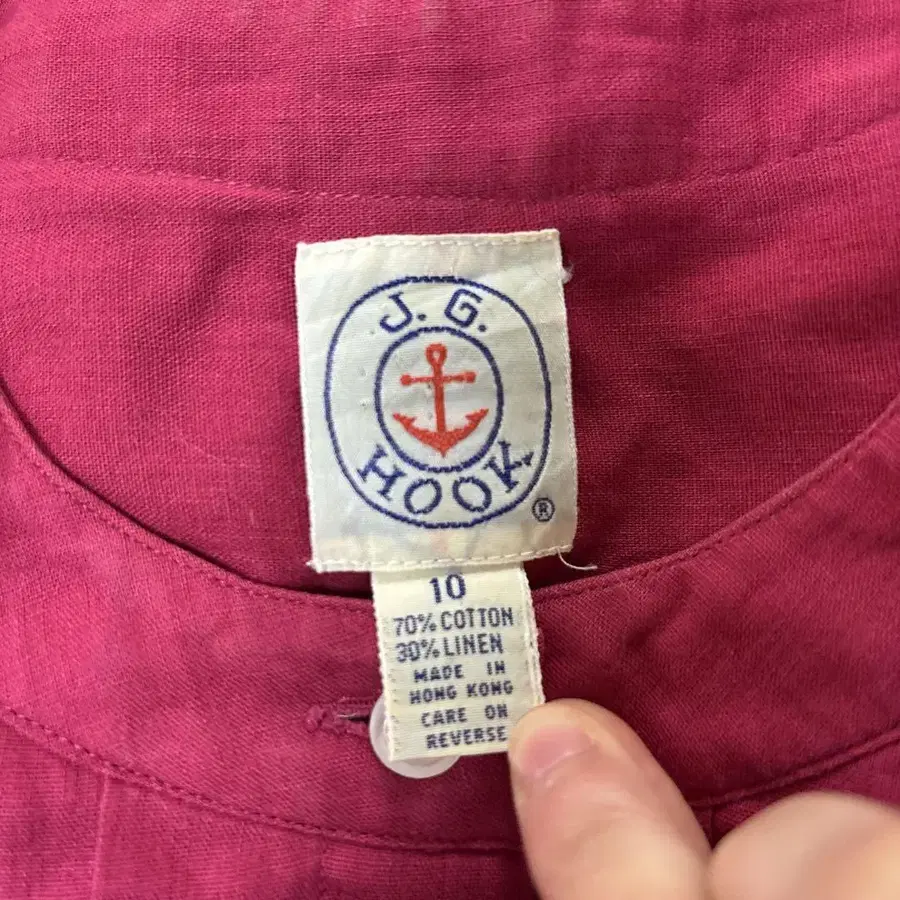 J. G.
HOOK
®
10
70% COTTON
30% LINEN
MADE IN
HONG KONG
CARE ON
REVERSE